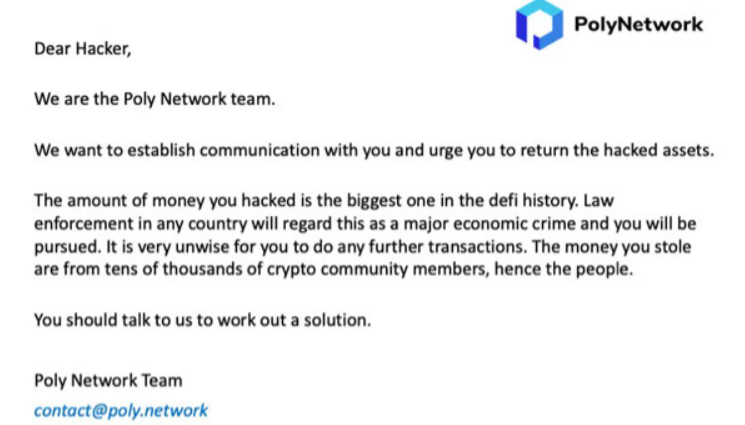 PolyNetwork
Dear Hacker,
We are the Poly Network team.
We want to establish communication with you and urge you to return the hacked assets.
The amount of money you hacked is the biggest one in the defi history. Law
enforcement in any country will regard this as a major economic crime and you will be
pursued. It is very unwise for you to do any further transactions. The money you stole
are from tens of thousands of crypto community members, hence the people.
You should talk to us to work out a solution.
Poly Network Team
contact@poly.network